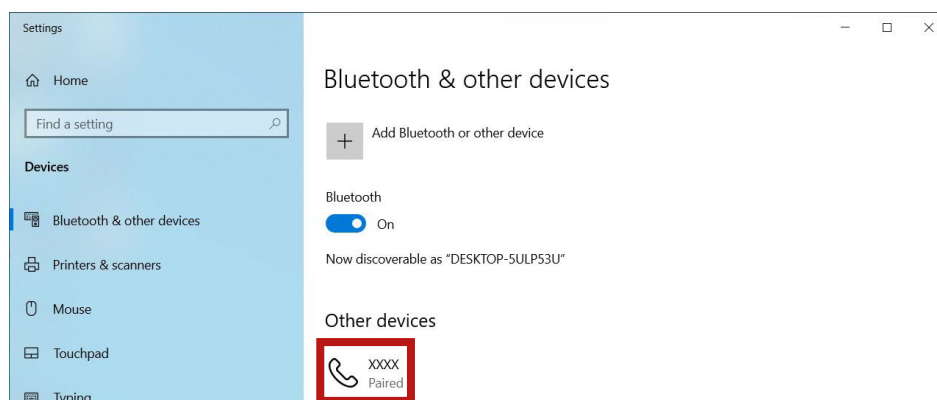 Settings
Home
Find a setting
Devices
Bluetooth & other devices
Printers & scanners
Mouse
Touchpad
Typing
Bluetooth & other devices
Add Bluetooth or other device
Bluetooth
On
Now discoverable as “DESKTOP-5ULP53U”
Other devices
XXXX
Paired